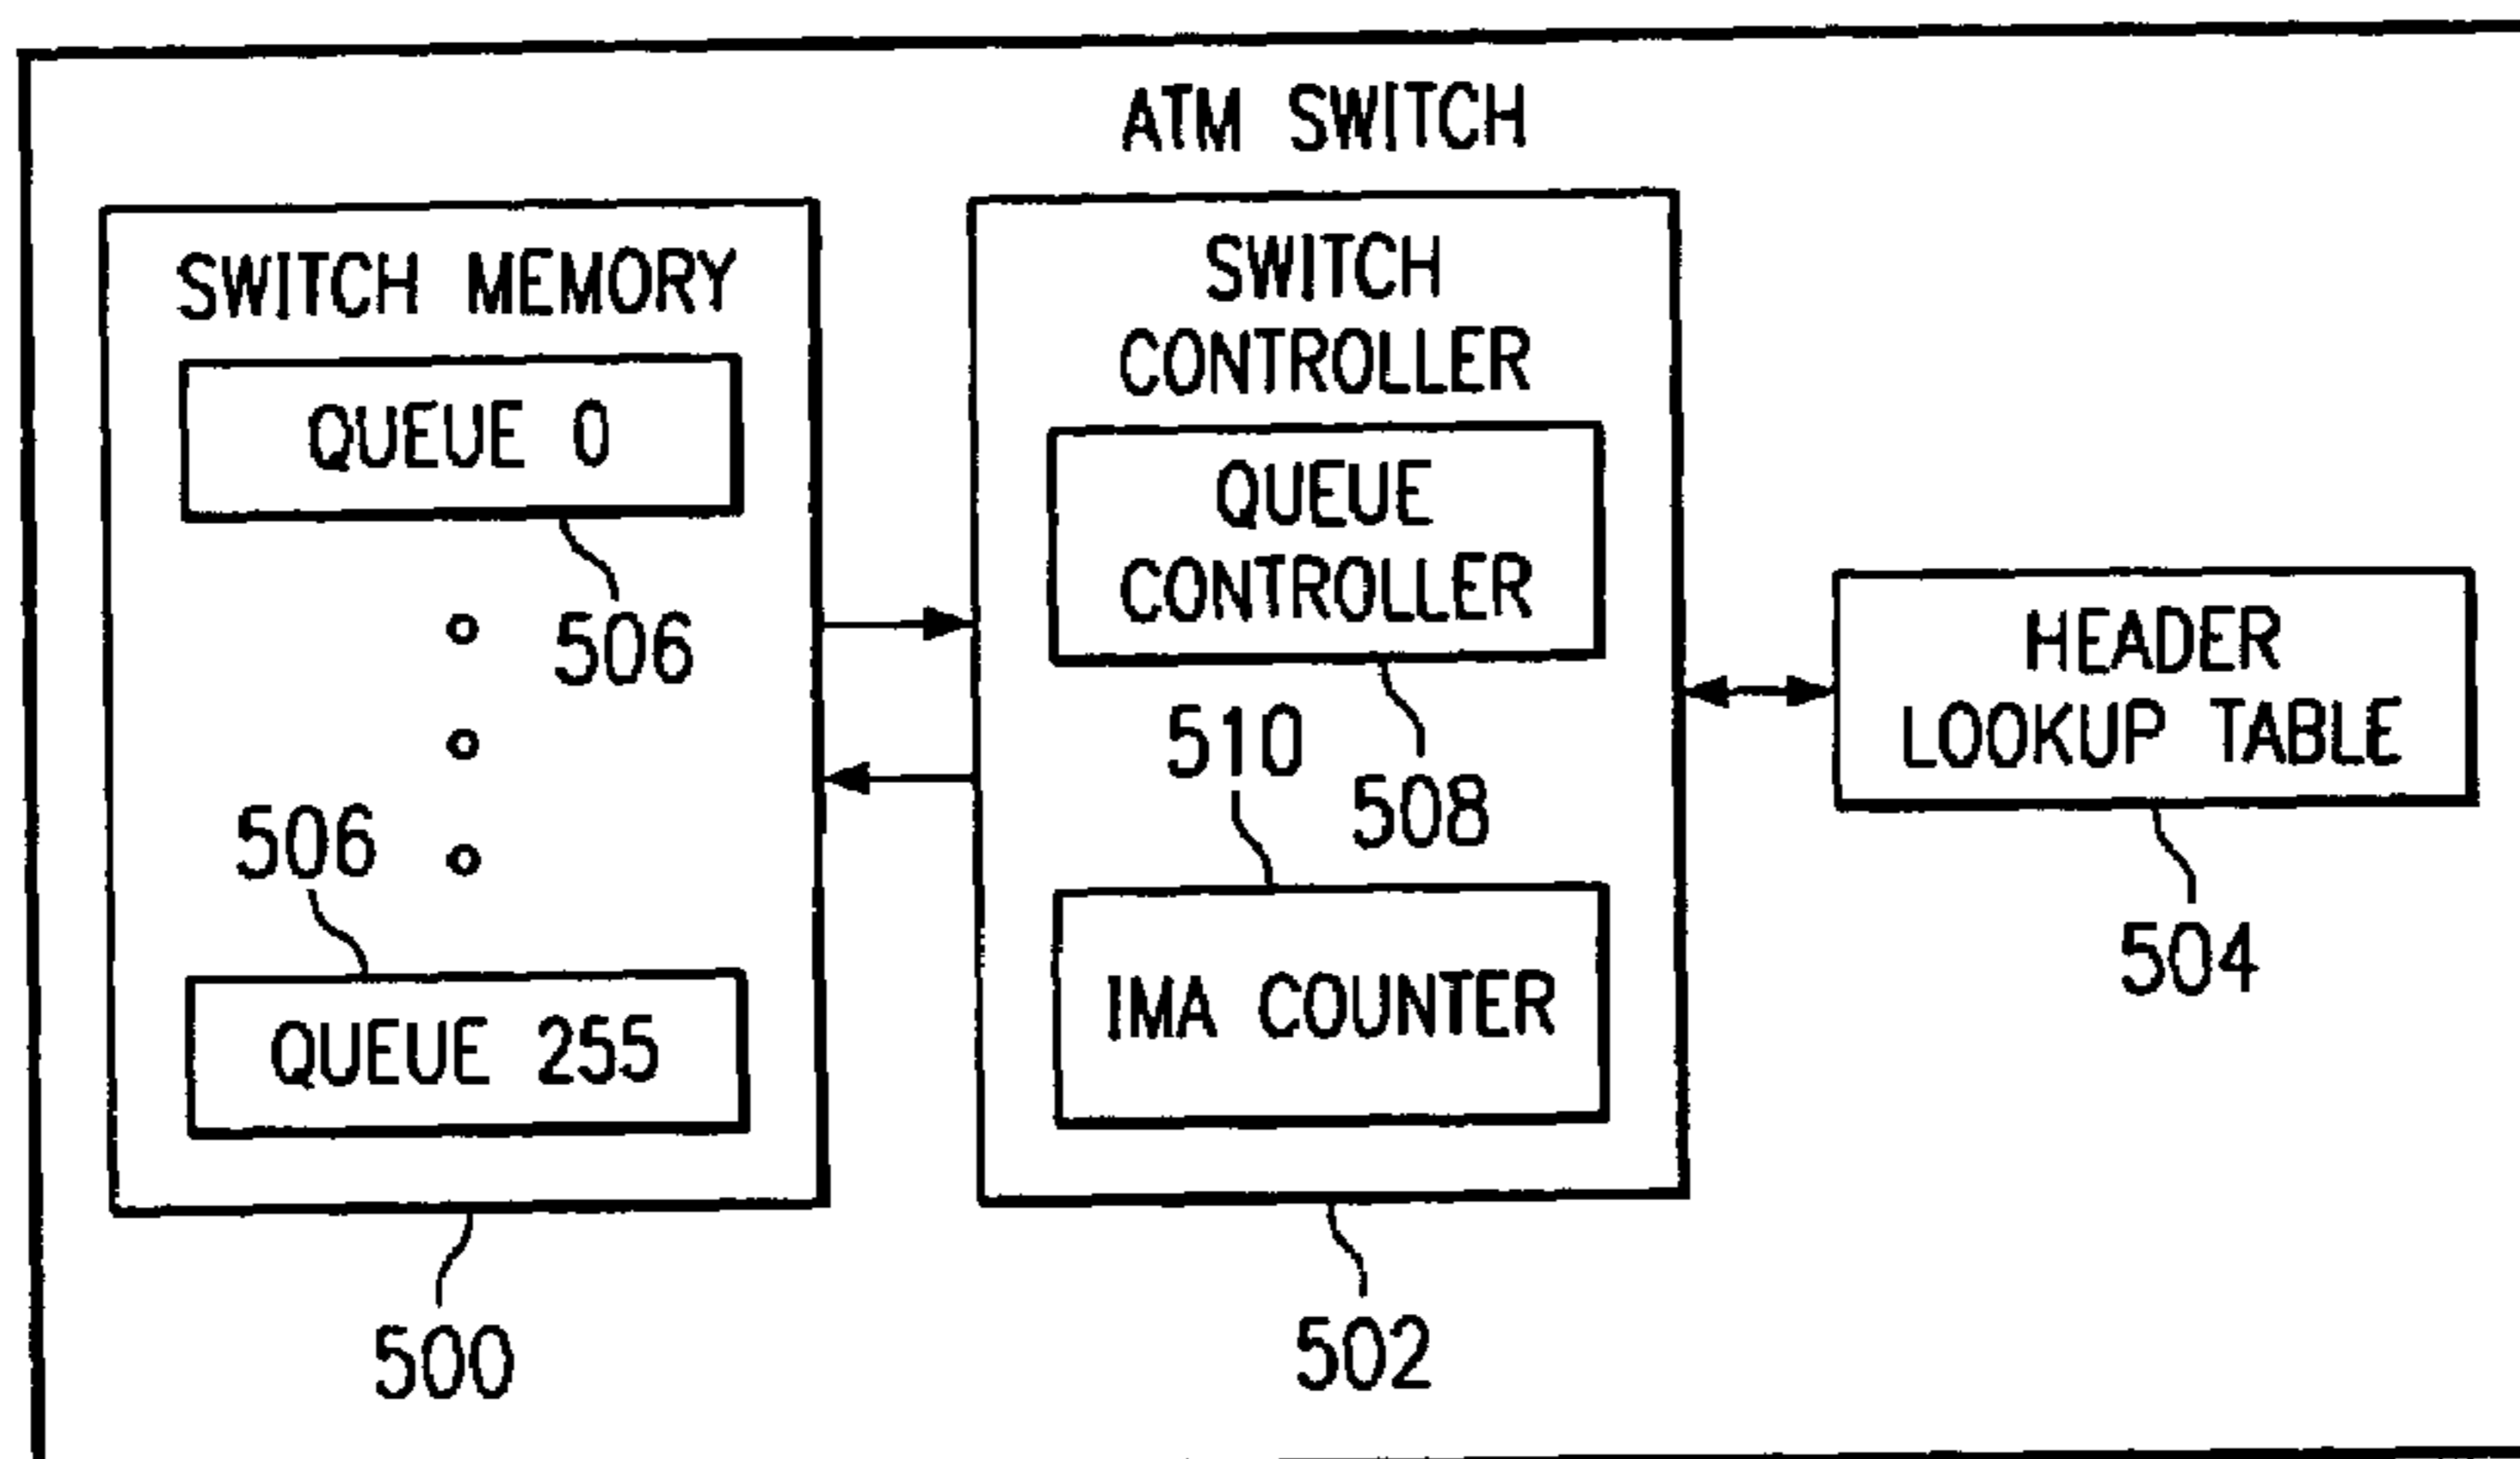 ATM SWITCH
SWITCH MEMORY
QUEUE 0
506
506
QUEUE 255
500
SWITCH
CONTROLLER
QUEUE
CONTROLLER
508
510
IMA COUNTER
502
HEADER
LOOKUP TABLE
504